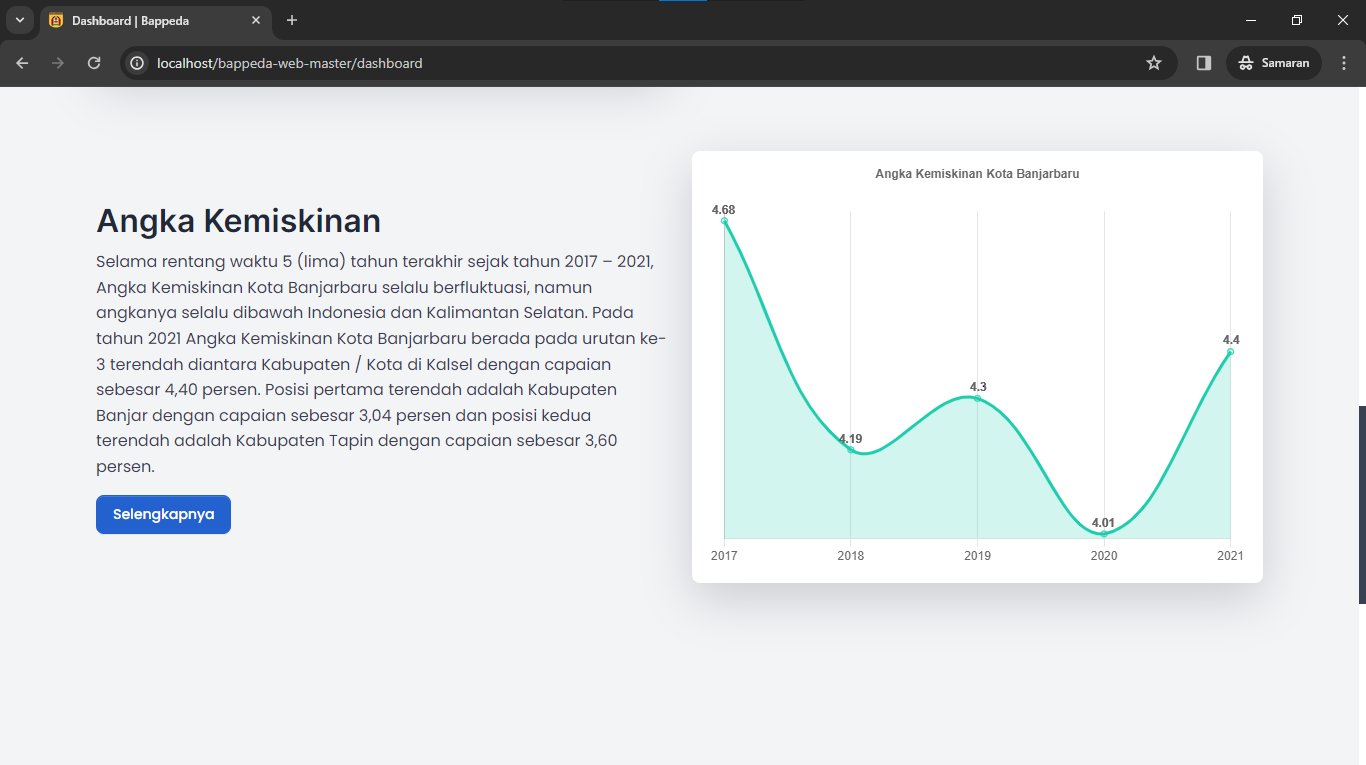 Dashboard | Bappeda
localhost/bappeda-web-master/dashboard
Samaran
Angka Kemiskinan
Selama rentang waktu 5 (lima) tahun terakhir sejak tahun 2017 – 2021,
Angka Kemiskinan Kota Banjarbaru selalu berfluktuasi, namun
angkanya selalu dibawah Indonesia dan Kalimantan Selatan. Pada
tahun 2021 Angka Kemiskinan Kota Banjarbaru berada pada urutan ke-
3 terendah diantara Kabupaten / Kota di Kalsel dengan capaian
sebesar 4,40 persen. Posisi pertama terendah adalah Kabupaten
Banjar dengan capaian sebesar 3,04 persen dan posisi kedua
terendah adalah Kabupaten Tapin dengan capaian sebesar 3,60
persen.
Selengkapnya
Angka Kemiskinan Kota Banjarbaru
4.68
4.19
4.3
4.01
4.4
2017 2018 2019 2020 2021